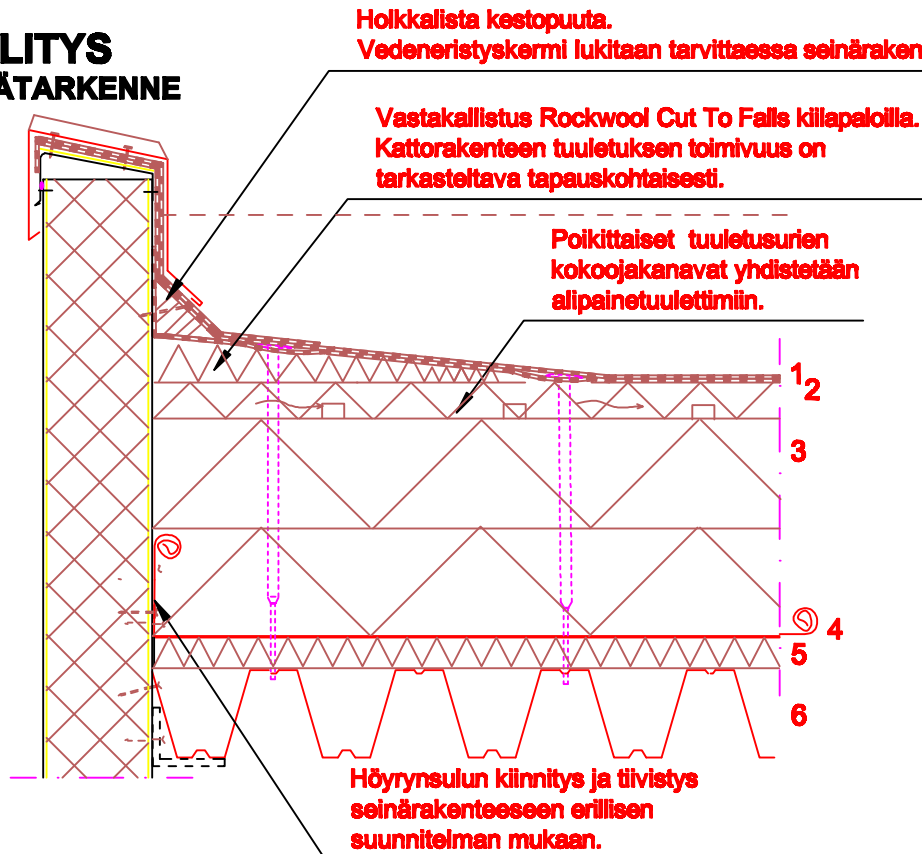 Holkkalista kestopuuta.
Vedeneristyskermi lukitaan tarvittaessa seinäraken
LITYS
ÄTARKENNE
Vastakallistus Rockwool Cut To Falls kiilapaloilla.
Kattorakenteen tuuletuksen toimivuus on
tarkasteltava tapauskohtaisesti.
Poikittaiset tuuletusurien
kokoojakanavat yhdistetään
alipainetuulettimiin.
1
2
3
4
5
6
Höyrynsulun kiinnitys ja tiivistys
seinärakenteeseen erillisen
suunnitelman mukaan.